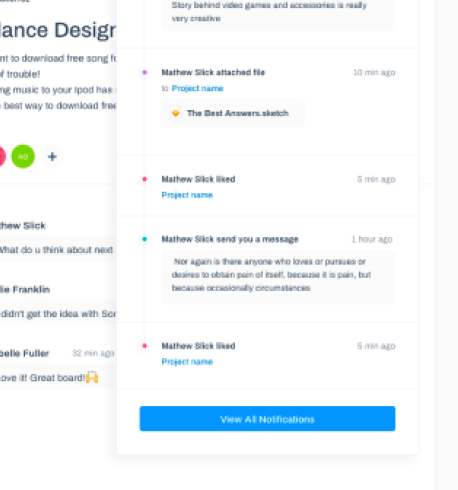 Story behind video games and accessories is really
very creative
lance Design
nt to download free song f
f trouble!
ng music to your Ipod has
best way to download free
AO
Mathew Slick attached file 10 min ago
to Project name
The Best Answers.sketch
Mathew Slick liked 5 min ago
Project name
thew Slick
What do u think about next
Mathew Slick send you a message 1 hour ago
Nor again is there anyone who loves or pursues or
desires to obtain pain of itself, because it is pain, but
because occasionally circumstances
lie Franklin
didn't get the idea with Sor
belle Fuller 32 min ago
ove it! Great board!🙌
Mathew Slick liked 5 min ago
Project name
View All Notifications